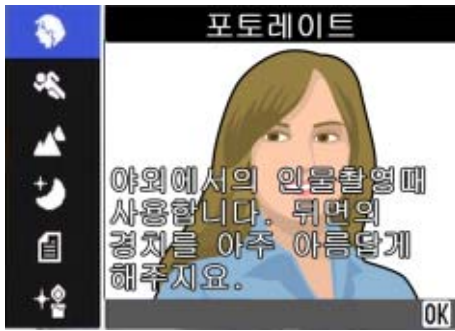 포토레이트
야외에서의 인물촬영때
사용합니다. 뒤면의
경치를 아주 아름답게
해주지요.
OK